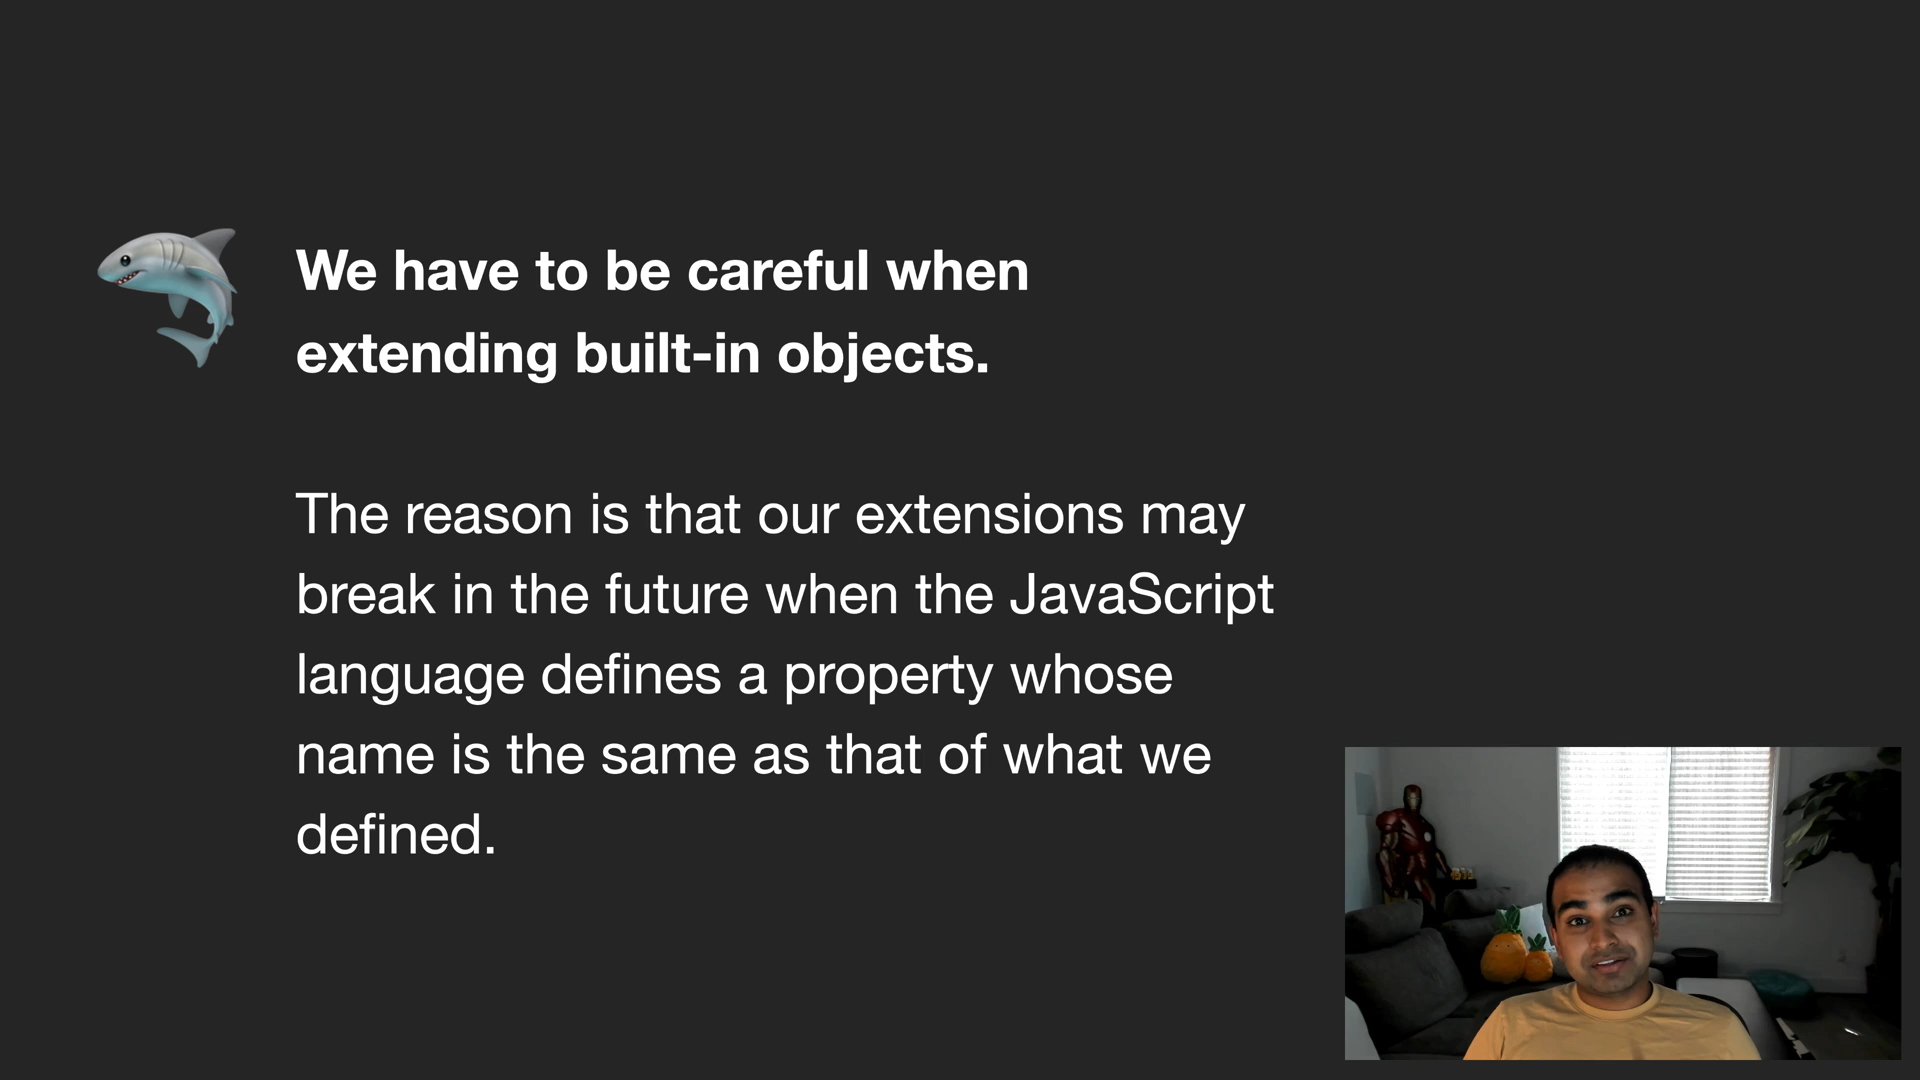 We have to be careful when
extending built-in objects.
The reason is that our extensions may
break in the future when the JavaScript
language defines a property whose
name is the same as that of what we
defined.